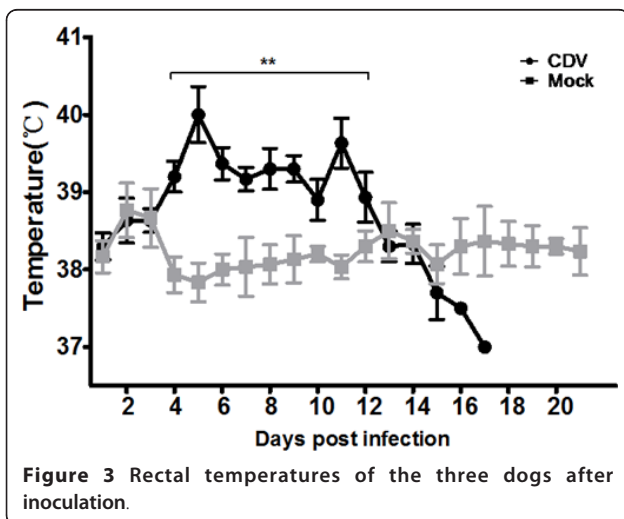 41
40
39
38
37
Temperature(℃)
**
CDV
Mock
2 4 6 8 10 12 14 16 18 20
Days post infection
Figure 3 Rectal temperatures of the three dogs after
inoculation.